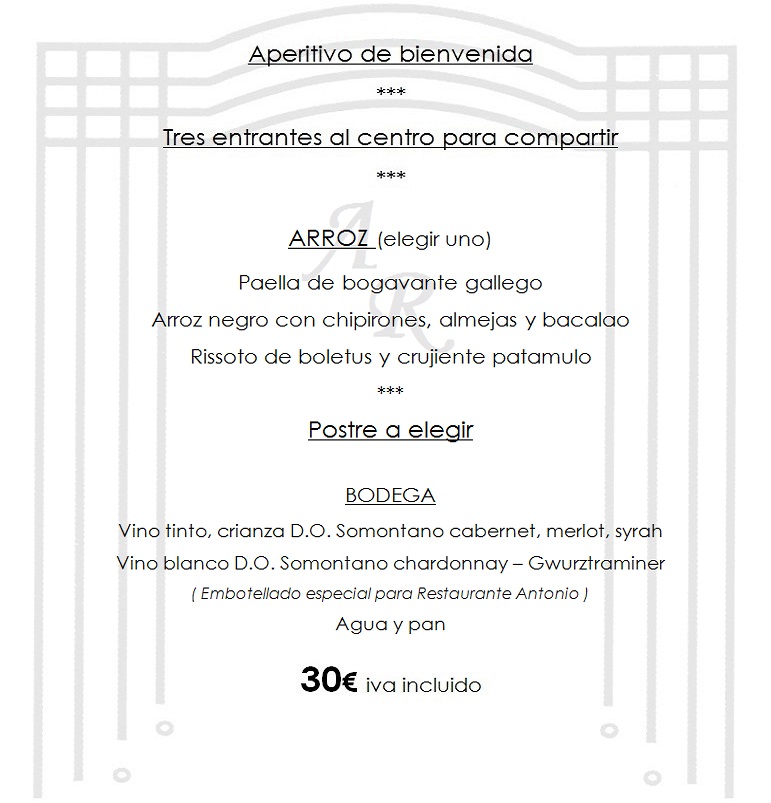 Aperitivo de bienvenida
***
Tres entrantes al centro para compartir
***
AR
ARROZ (elegir uno)
Paella de bogavante gallego
Arroz negro con chipirones, almejas y bacalao
Rissoto de boletus y crujiente patamulo
***
Postre a elegir
BODEGA
Vino tinto, crianza D.O. Somontano cabernet, merlot, syrah
Vino blanco D.O. Somontano chardonnay – Gwurztraminer
( Embotellado especial para Restaurante Antonio )
Agua y pan
30€ iva incluido